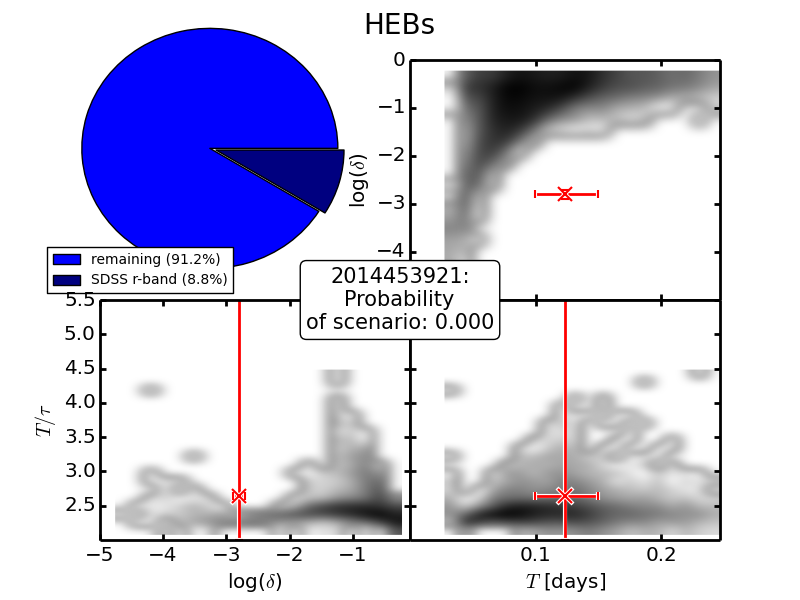 HEBs
0
−1
−2
−3
−4
log(δ)
remaining (91.2%)
SDSS r-band (8.8%)
2014453921:
Probability
of scenario: 0.000
5.5
5.0
4.5
4.0
3.5
3.0
2.5
T/τ
−5 −4 −3 −2 −1
0.1 0.2
log(δ)
T [days]